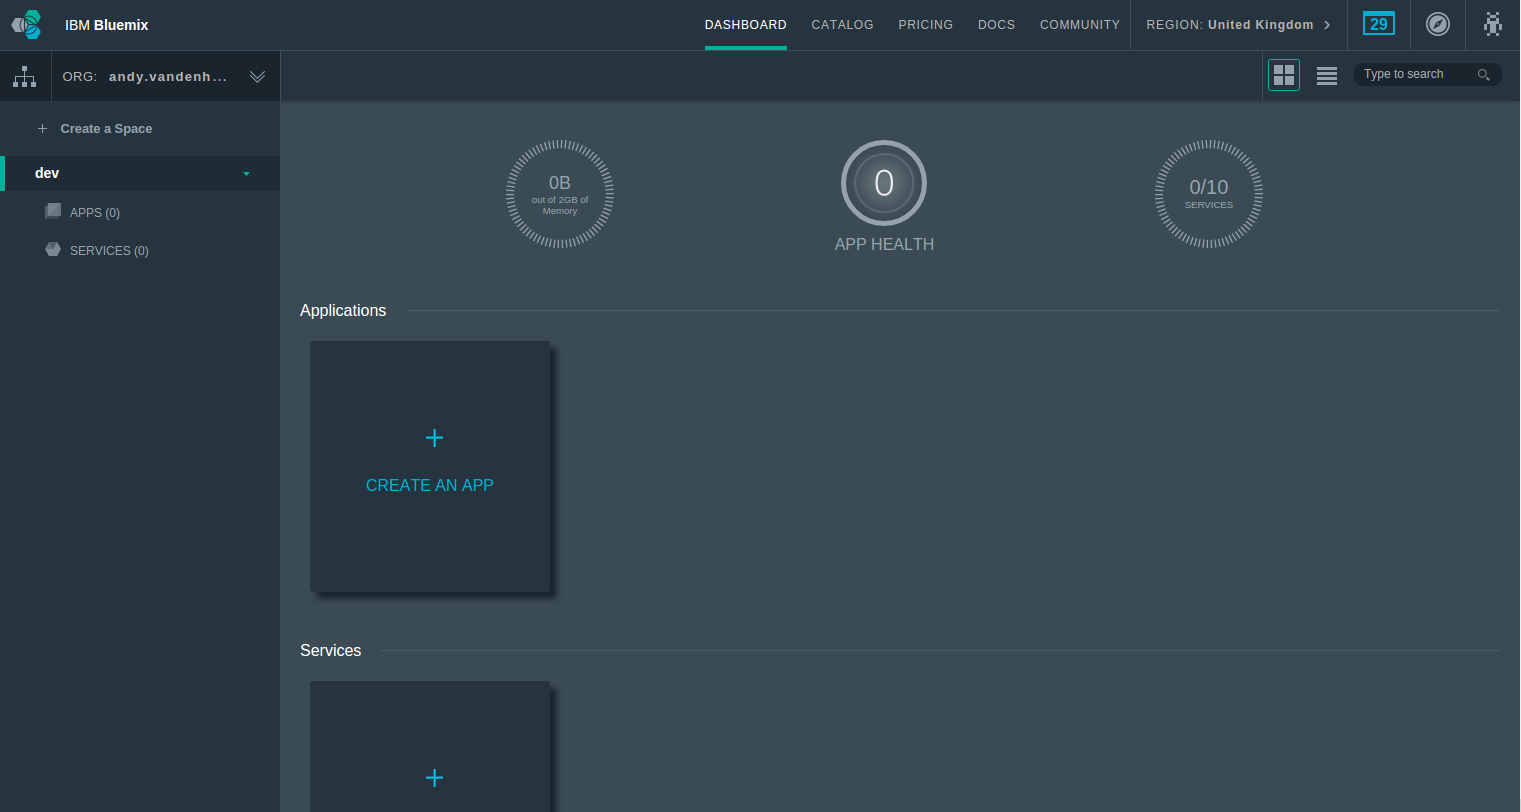 IBM Bluemix
DASHBOARD CATALOG PRICING DOCS COMMUNITY REGION: United Kingdom 29
ORG: andy.vandenh...
Type to search
Create a Space
dev
APPS (0)
SERVICES (0)
0B
out of 2GB of
Memory
0
APP HEALTH
0/10
SERVICES
Applications
CREATE AN APP
Services